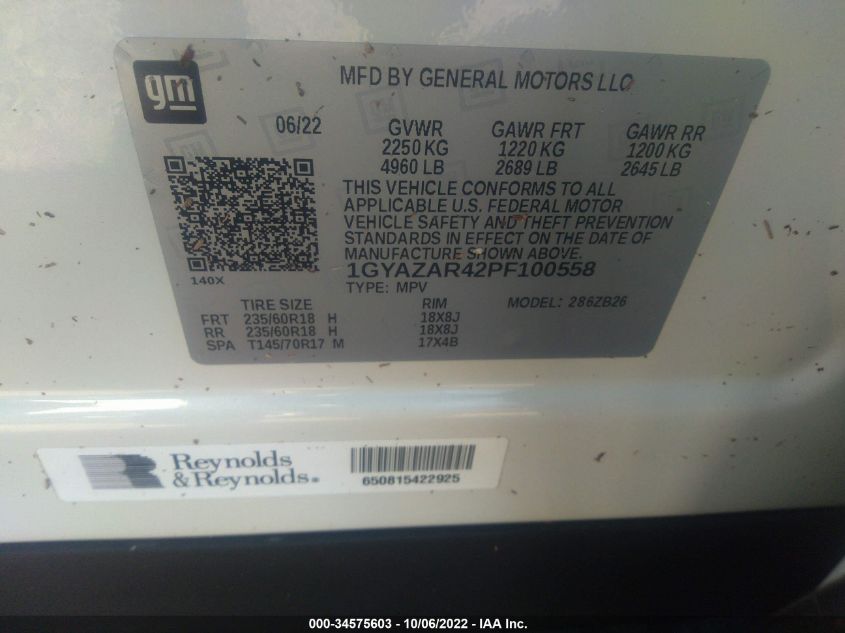 gm
MFD BY GENERAL MOTORS LLC
06/22 GVWR GAWR FRT GAWR RR
2250 KG 1220 KG 1200 KG
4960 LB 2689 LB 2645 LB
THIS VEHICLE CONFORMS TO ALL
APPLICABLE U.S. FEDERAL MOTOR
VEHICLE SAFETY AND THEFT PREVENTION
STANDARDS IN EFFECT ON THE DATE OF
MANUFACTURE SHOWN ABOVE.
1GYAZAR42PF100558
140X
TYPE: MPV MODEL: 286ZB26
TIRE SIZE RIM
FRT 235/60R18 H 18X8J
RR 235/60R18 H 18X8J
SPA T145/70R17 M 17X4B
Reynolds
&Reynolds®
650815422925
000-34575603 - 10/06/2022 - IAA Inc.